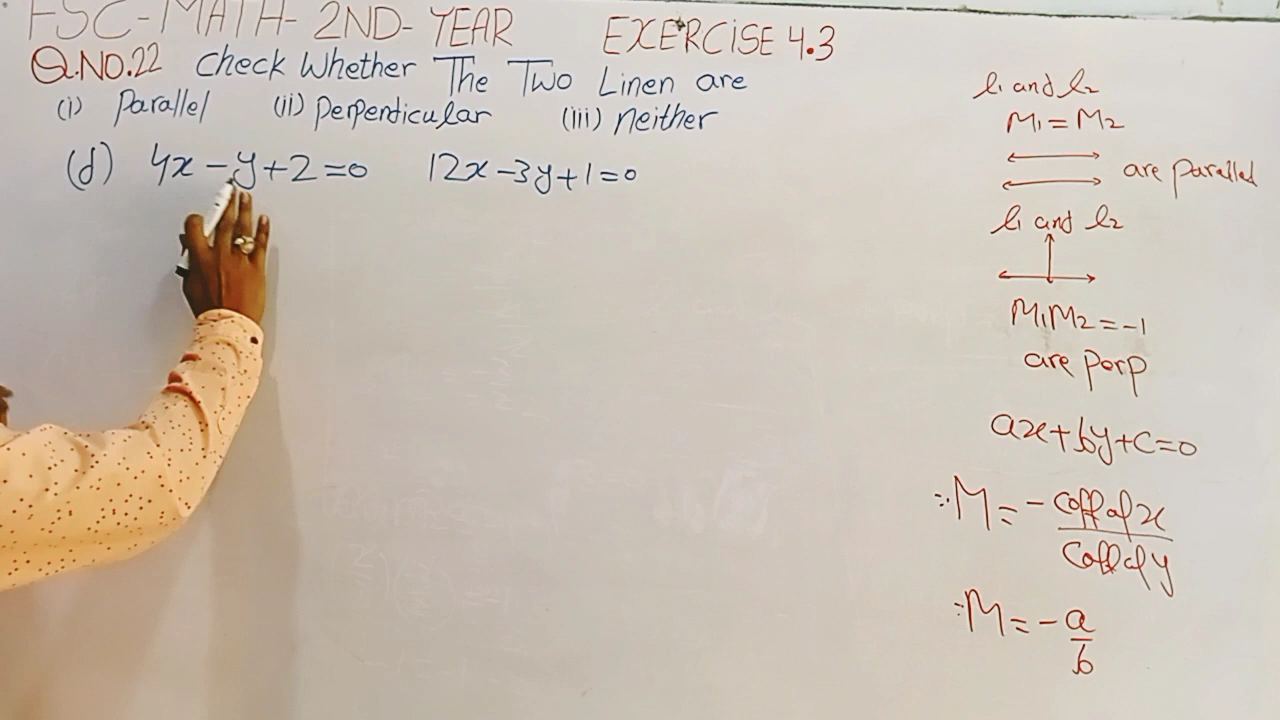 FSC-MATH-2ND-YEAR EXERCISE 4.3
Q.NO.22 Check Whether The Two Linen are
(i) Parallel (ii) perpenticular (iii) neither
(d) 4x-y+2=0 12x-3y+1=0
l₁ and l₂
M₁=M₂
are parallel
l₁ and l₂
M₁M₂=-1
are perp
ax+by+c=0
∵M=-coff of x/coff of y
∵M=-a/b